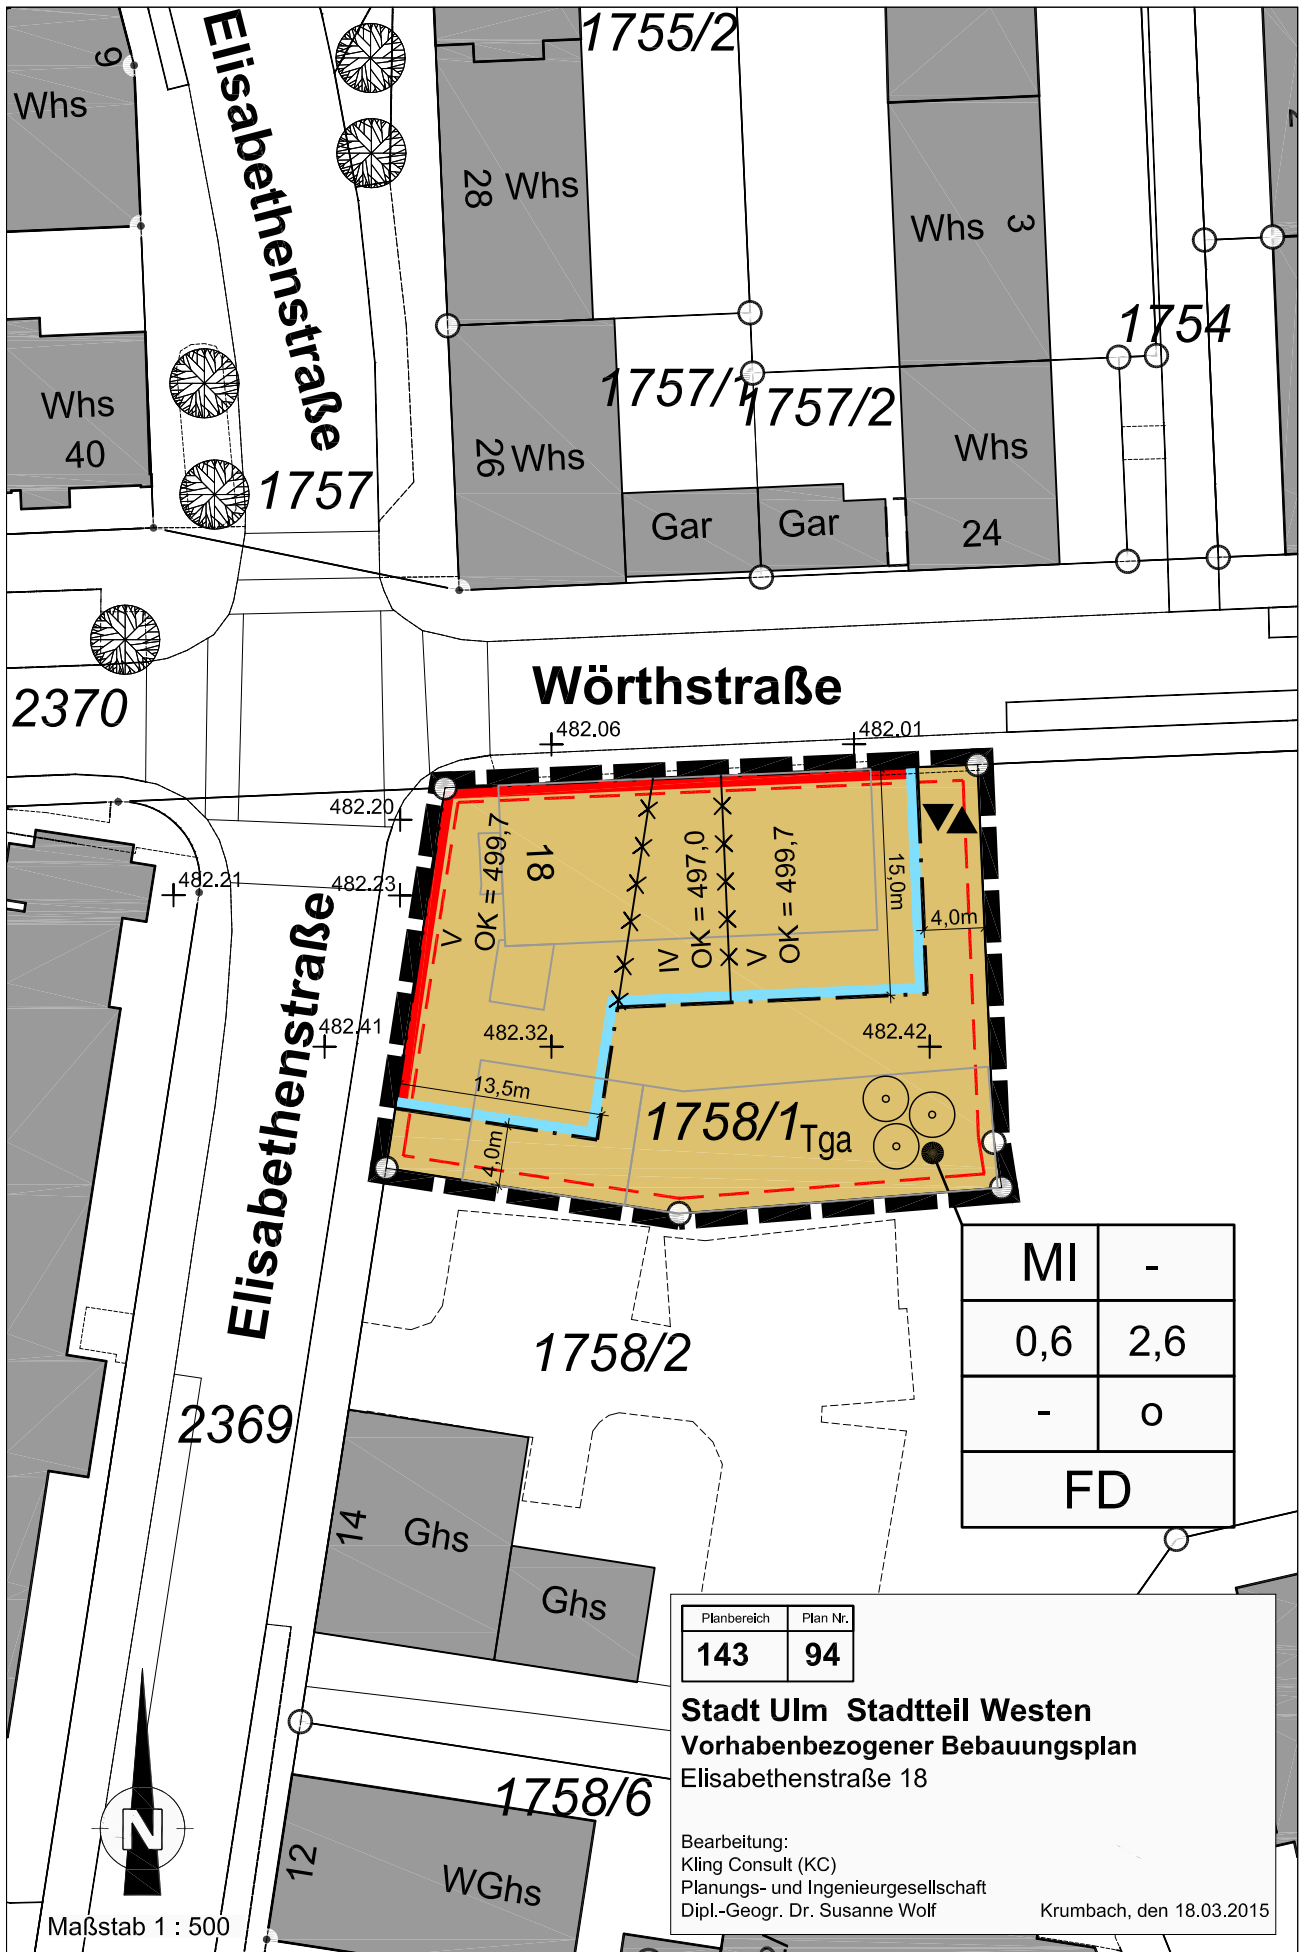 1755/2
9
Whs
Elisabethenstraße
28 Whs
Whs 3
1754
Whs
40
1757/1
1757/2
26 Whs
Whs
1757
Gar
Gar
24
Wörthstraße
2370
482.06
482.01
482.20
482.21
482.23
V
OK = 499,7
18
IV
OK = 497,0
V
OK = 499,7
15,0m
4,0m
Elisabethenstraße
482.41
482.32
482.42
13,5m
4,0m
1758/1
Tga
MI -
0,6 2,6
- o
FD
1758/2
2369
14
Ghs
Ghs
Planbereich Plan Nr.
143 94
Stadt Ulm Stadtteil Westen
Vorhabenbezogener Bebauungsplan
Elisabethenstraße 18
1758/6
12
WGhs
Bearbeitung:
Kling Consult (KC)
Planungs- und Ingenieurgesellschaft
Dipl.-Geogr. Dr. Susanne Wolf
Krumbach, den 18.03.2015
N
Maßstab 1 : 500